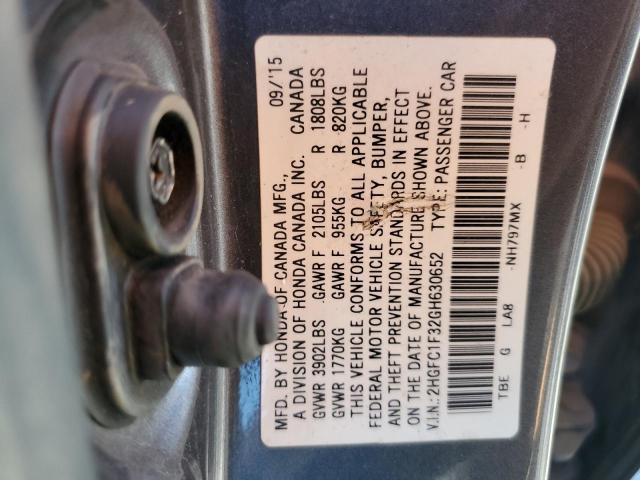 MFD. BY HONDA OF CANADA MFG., 09/'15
A DIVISION OF HONDA CANADA INC. CANADA
GVWR 3902LBS GAWR F 2105LBS R 1808LBS
GVWR 1770KG GAWR F 955KG R 820KG
THIS VEHICLE CONFORMS TO ALL APPLICABLE
FEDERAL MOTOR VEHICLE SAFETY, BUMPER,
AND THEFT PREVENTION STANDARDS IN EFFECT
ON THE DATE OF MANUFACTURE SHOWN ABOVE.
V.I.N.: 2HGFC1F32GH630652 TYPE: PASSENGER CAR
TBE G LA8 -NH797MX -B -H